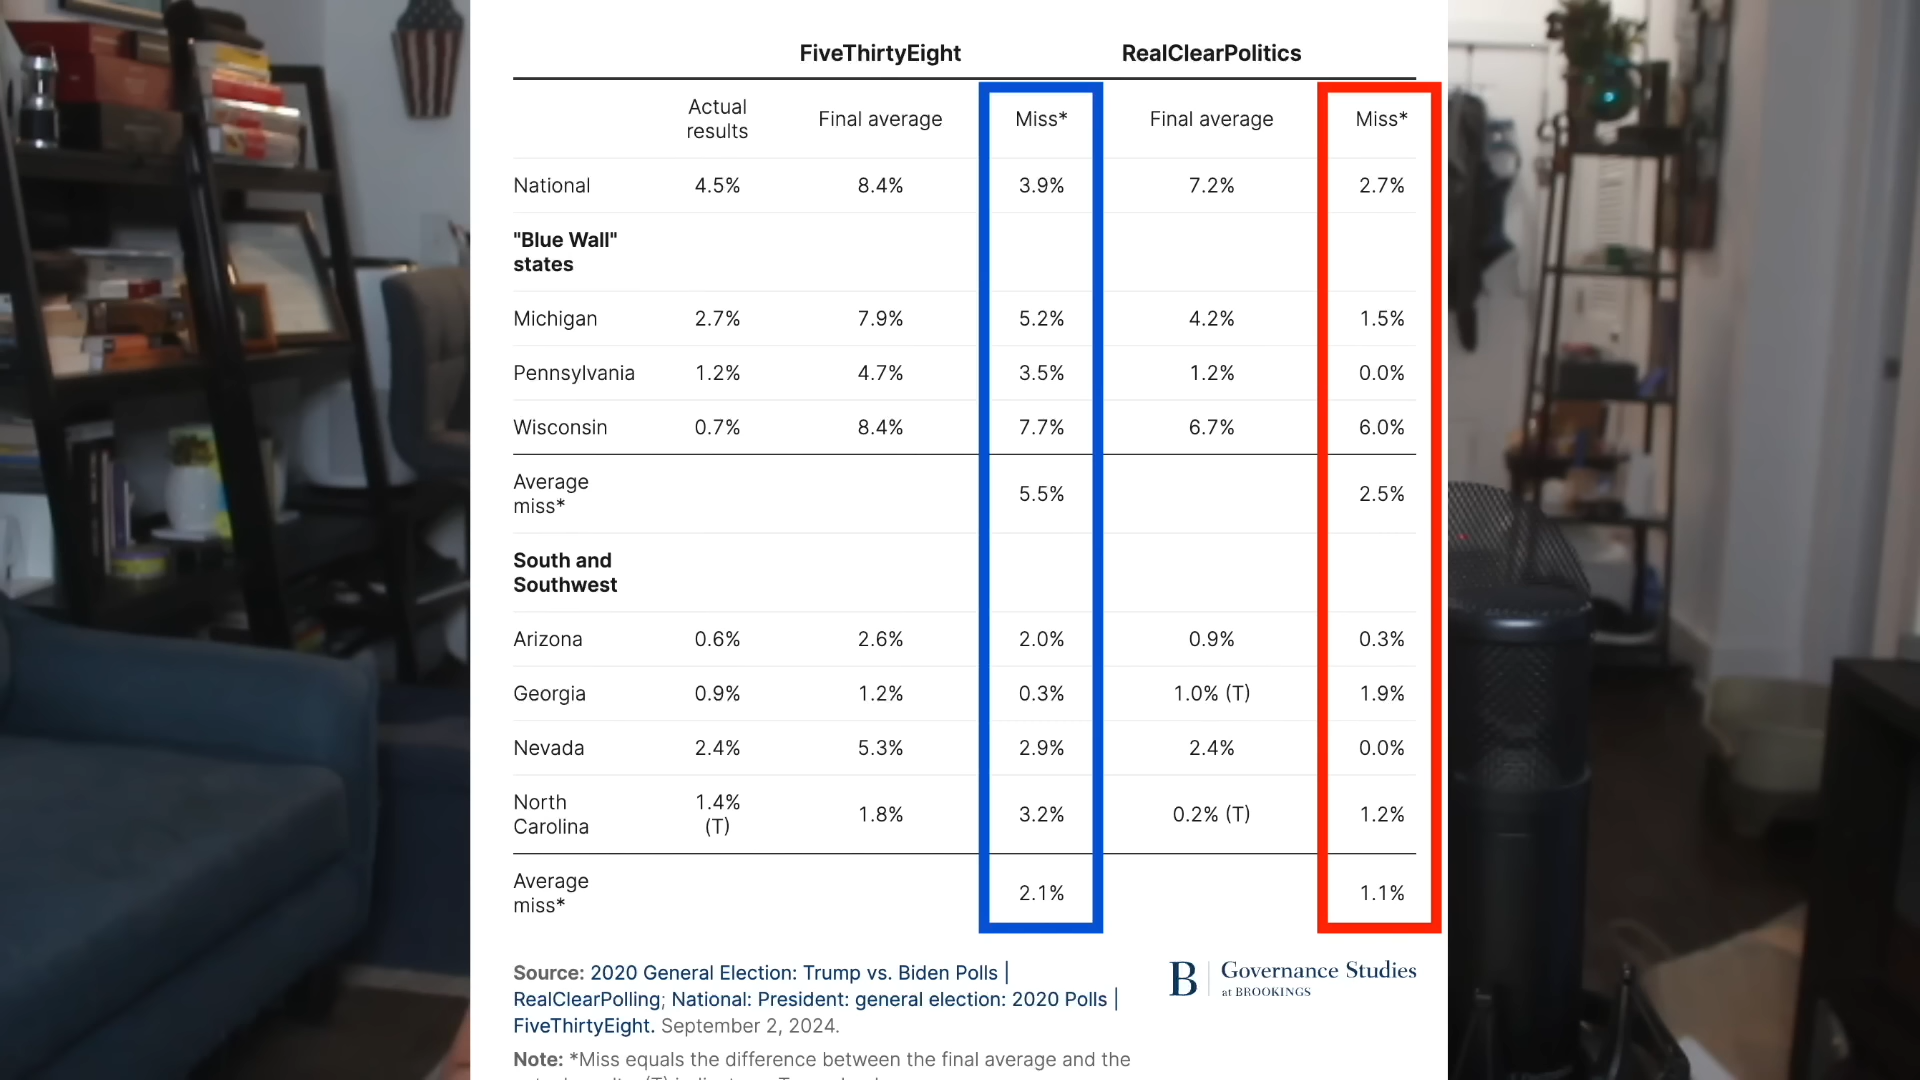 FiveThirtyEight RealClearPolitics
Actual results Final average Miss* Final average Miss*
National 4.5% 8.4% 3.9% 7.2% 2.7%
"Blue Wall" states
Michigan 2.7% 7.9% 5.2% 4.2% 1.5%
Pennsylvania 1.2% 4.7% 3.5% 1.2% 0.0%
Wisconsin 0.7% 8.4% 7.7% 6.7% 6.0%
Average miss* 5.5% 2.5%
South and Southwest
Arizona 0.6% 2.6% 2.0% 0.9% 0.3%
Georgia 0.9% 1.2% 0.3% 1.0% (T) 1.9%
Nevada 2.4% 5.3% 2.9% 2.4% 0.0%
North Carolina 1.4% (T) 1.8% 3.2% 0.2% (T) 1.2%
Average miss* 2.1% 1.1%
Source: 2020 General Election: Trump vs. Biden Polls |
RealClearPolling; National: President: general election: 2020 Polls |
FiveThirtyEight. September 2, 2024.
B Governance Studies
at BROOKINGS
Note: *Miss equals the difference between the final average and the